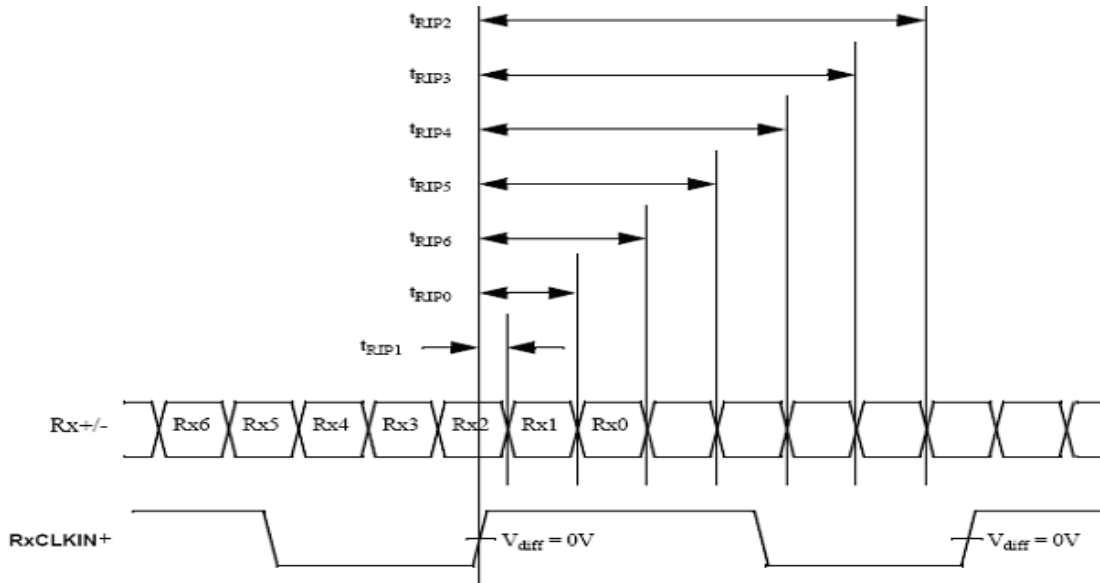 tRIP2
tRIP3
tRIP4
tRIP5
tRIP6
tRIP0
tRIP1
Rx+/- Rx6 Rx5 Rx4 Rx3 Rx2 Rx1 Rx0
RxCLKIN+ Vdiff = 0V Vdiff = 0V